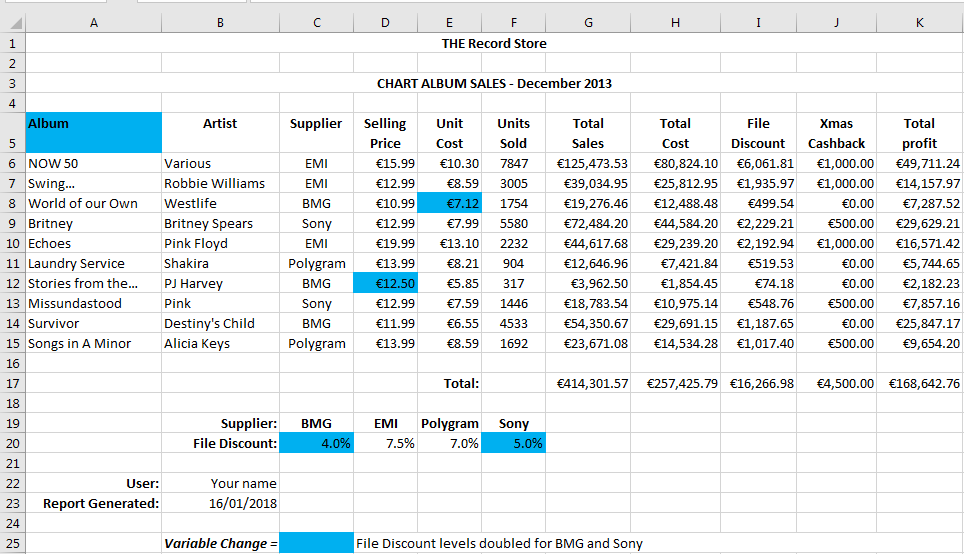 A B C D E F G H I J K
1 THE Record Store
2
3 CHART ALBUM SALES - December 2013
4
Album Artist Supplier Selling Unit Units Total Total File Xmas Total
5 Price Cost Sold Sales Cost Discount Cashback profit
6 NOW 50 Various EMI €15.99 €10.30 7847 €125,473.53 €80,824.10 €6,061.81 €1,000.00 €49,711.24
7 Swing... Robbie Williams EMI €12.99 €8.59 3005 €39,034.95 €25,812.95 €1,935.97 €1,000.00 €14,157.97
8 World of our Own Westlife BMG €10.99 €7.12 1754 €19,276.46 €12,488.48 €499.54 €0.00 €7,287.52
9 Britney Britney Spears Sony €12.99 €7.99 5580 €72,484.20 €44,584.20 €2,229.21 €500.00 €29,629.21
10 Echoes Pink Floyd EMI €19.99 €13.10 2232 €44,617.68 €29,239.20 €2,192.94 €1,000.00 €16,571.42
11 Laundry Service Shakira Polygram €13.99 €8.21 904 €12,646.96 €7,421.84 €519.53 €0.00 €5,744.65
12 Stories from the... PJ Harvey BMG €12.50 €5.85 317 €3,962.50 €1,854.45 €74.18 €0.00 €2,182.23
13 Missundastood Pink Sony €12.99 €7.59 1446 €18,783.54 €10,975.14 €548.76 €500.00 €7,857.16
14 Survivor Destiny's Child BMG €11.99 €6.55 4533 €54,350.67 €29,691.15 €1,187.65 €0.00 €25,847.17
15 Songs in A Minor Alicia Keys Polygram €13.99 €8.59 1692 €23,671.08 €14,534.28 €1,017.40 €500.00 €9,654.20
16
17 Total: €414,301.57 €257,425.79 €16,266.98 €4,500.00 €168,642.76
18
19 Supplier: BMG EMI Polygram Sony
20 File Discount: 4.0% 7.5% 7.0% 5.0%
21
22 User: Your name
23 Report Generated: 16/01/2018
24
25 Variable Change = File Discount levels doubled for BMG and Sony